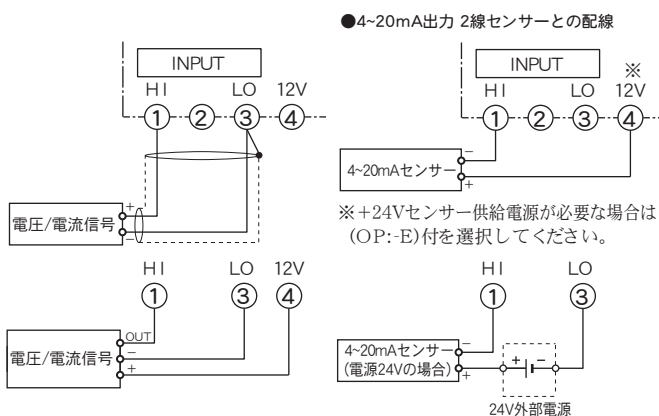 ●4~20mA出力 2線センサーとの配線
INPUT
HI LO 12V
① ② ③ ④
+
電圧/電流信号
−
INPUT
※
HI LO 12V
① ② ③ ④
−
4~20mAセンサー
+
※+24Vセンサー供給電源が必要な場合は
(OP:-E)付を選択してください。
HI LO 12V
① ③ ④
OUT
電圧/電流信号
−
+
HI LO
① ③
4~20mAセンサー
(電源24Vの場合)
−
+
+ −
24V外部電源